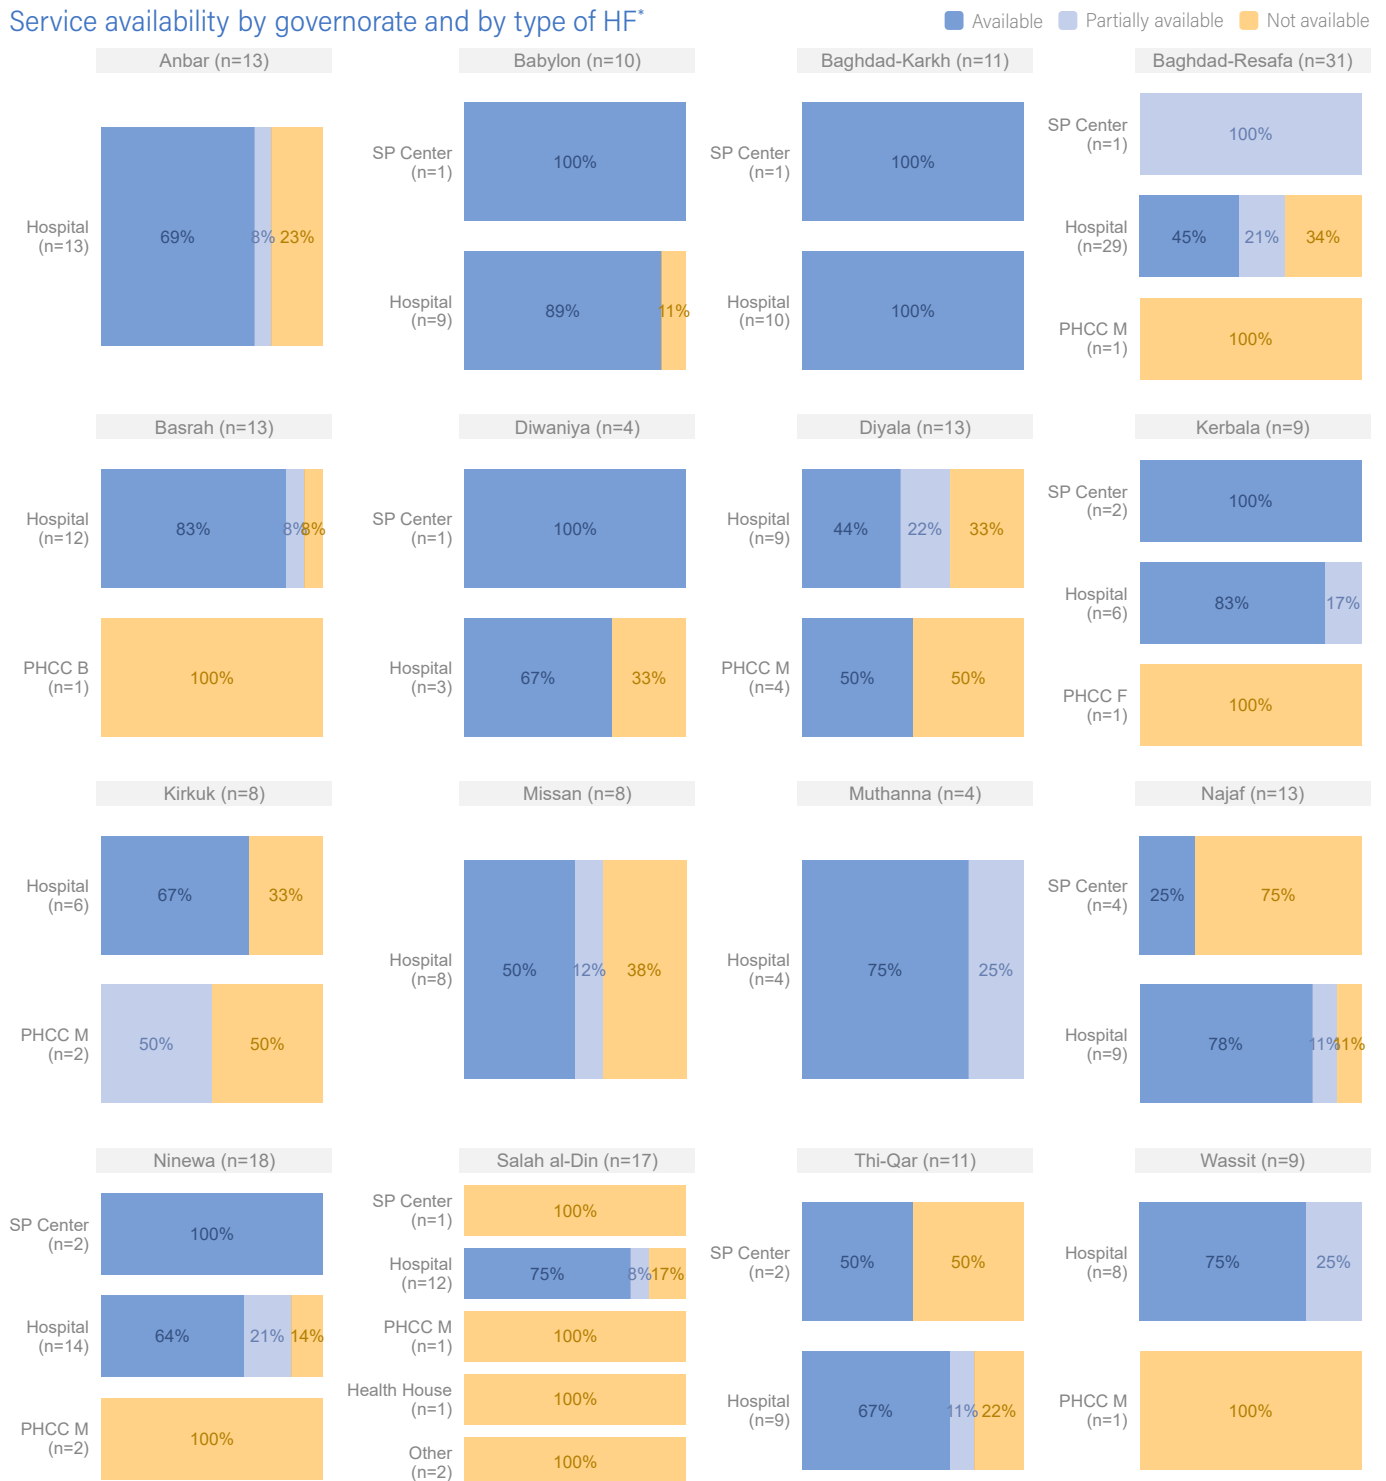 Service availability by governorate and by type of HF*
Available Partially available Not available
Anbar (n=13)
Hospital
(n=13)
69% 8% 23%
Babylon (n=10)
SP Center
(n=1)
100%
Hospital
(n=9)
89% 11%
Baghdad-Karkh (n=11)
SP Center
(n=1)
100%
Hospital
(n=10)
100%
Baghdad-Resafa (n=31)
SP Center
(n=1)
100%
Hospital
(n=29)
45% 21% 34%
PHCC M
(n=1)
100%
Basrah (n=13)
Hospital
(n=12)
83% 8% 8%
PHCC B
(n=1)
100%
Diwaniya (n=4)
SP Center
(n=1)
100%
Hospital
(n=3)
67% 33%
Diyala (n=13)
Hospital
(n=9)
44% 22% 33%
PHCC M
(n=4)
50% 50%
Kerbala (n=9)
SP Center
(n=2)
100%
Hospital
(n=6)
83% 17%
PHCC F
(n=1)
100%
Kirkuk (n=8)
Hospital
(n=6)
67% 33%
PHCC M
(n=2)
50% 50%
Missan (n=8)
Hospital
(n=8)
50% 12% 38%
Muthanna (n=4)
Hospital
(n=4)
75% 25%
Najaf (n=13)
SP Center
(n=4)
25% 75%
Hospital
(n=9)
78% 11% 11%
Ninewa (n=18)
SP Center
(n=2)
100%
Hospital
(n=14)
64% 21% 14%
PHCC M
(n=2)
100%
Salah al-Din (n=17)
SP Center
(n=1)
100%
Hospital
(n=12)
75% 8% 17%
PHCC M
(n=1)
100%
Health House
(n=1)
100%
Other
(n=2)
100%
Thi-Qar (n=11)
SP Center
(n=2)
50% 50%
Hospital
(n=9)
67% 11% 22%
Wassit (n=9)
Hospital
(n=8)
75% 25%
PHCC M
(n=1)
100%